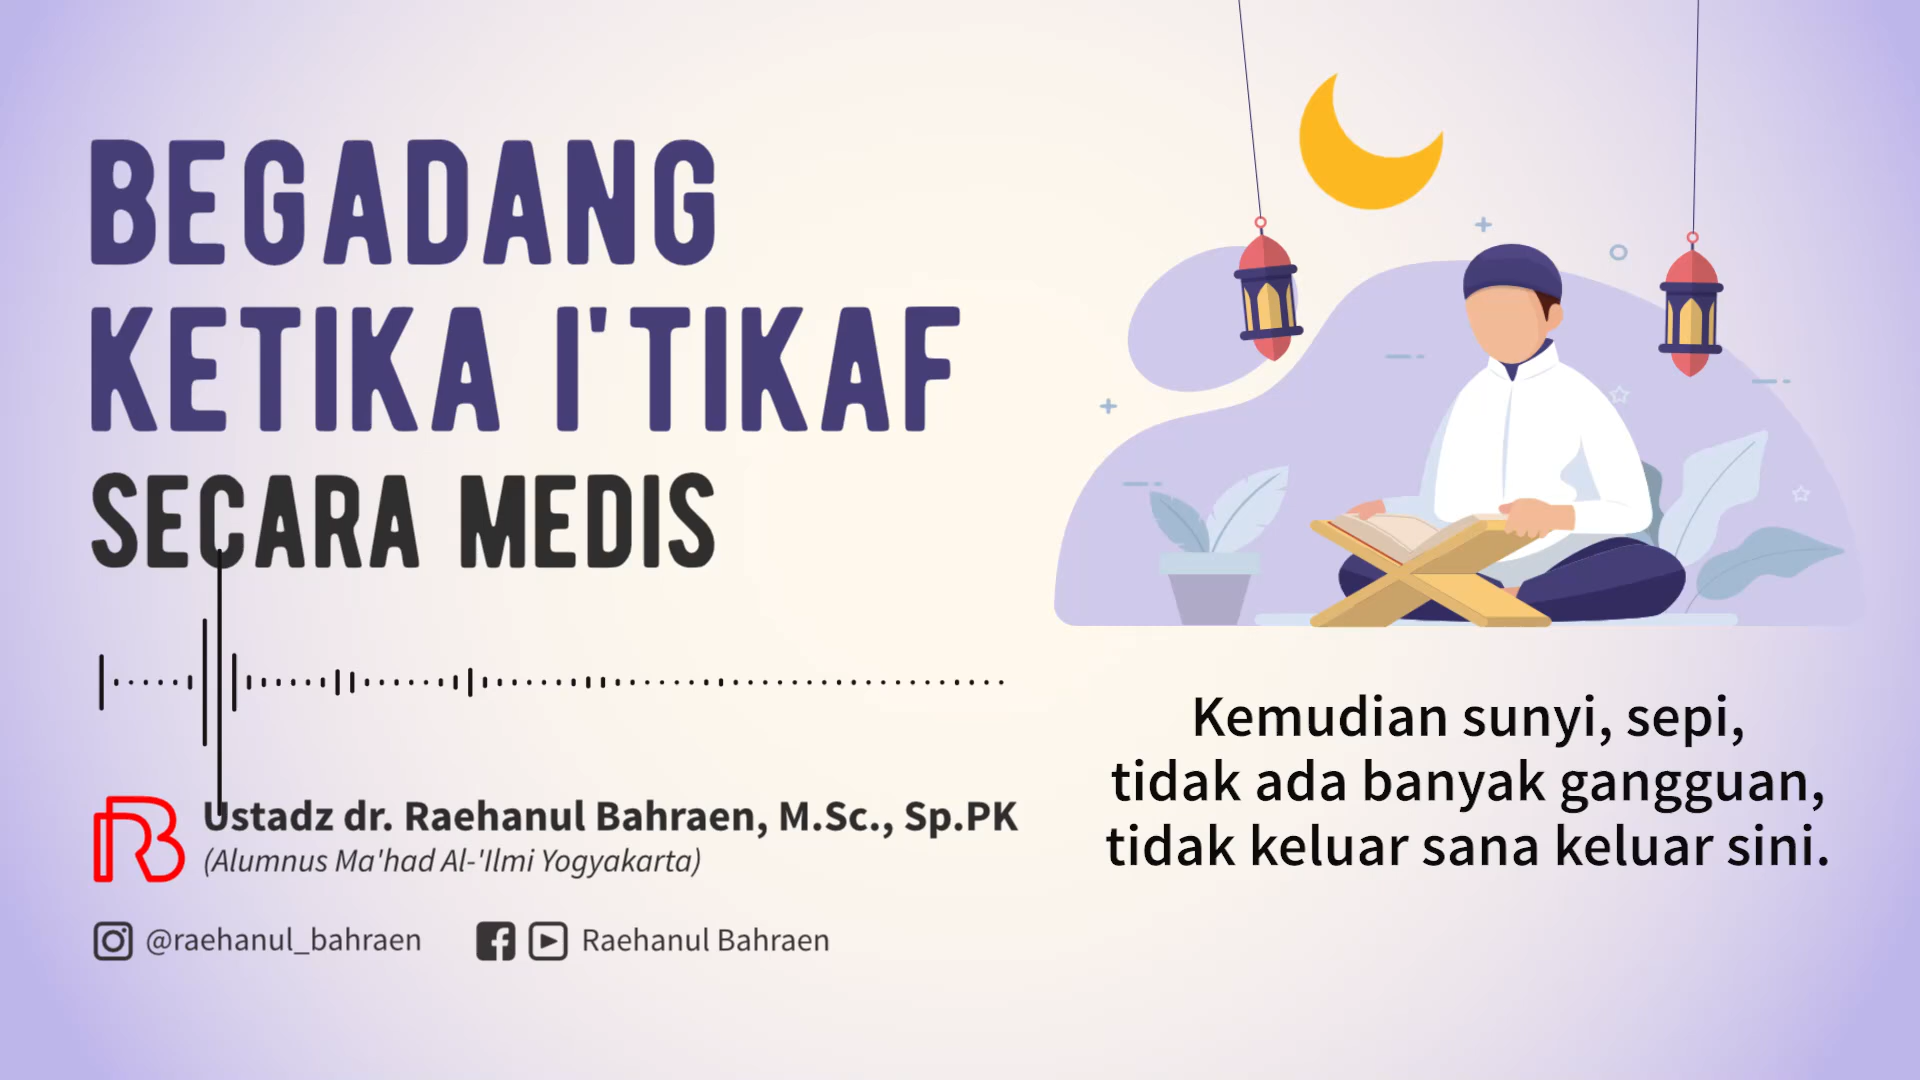 BEGADANG
KETIKA I'TIKAF
SECARA MEDIS
Ustadz dr. Raehanul Bahraen, M.Sc., Sp.PK
(Alumnus Ma'had Al-'Ilmi Yogyakarta)
@raehanul_bahraen
Raehanul Bahraen
Kemudian sunyi, sepi,
tidak ada banyak gangguan,
tidak keluar sana keluar sini.